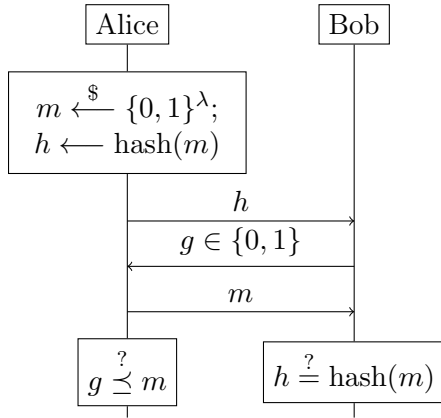 Alice Bob
m ←$ {0, 1}^λ;
h ← hash(m)
h
g ∈ {0, 1}
m
g ⪯? m
h =? hash(m)